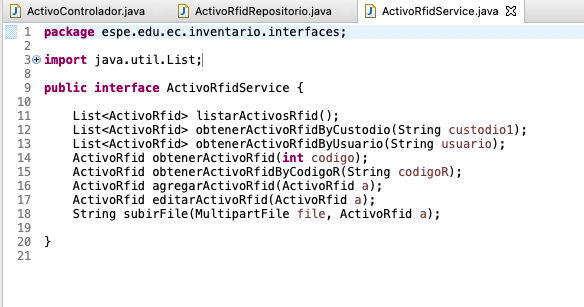 ActivoControlador.java ActivoRfidRepositorio.java ActivoRfidService.java
1 package espe.edu.ec.inventario.interfaces;
2
3 import java.util.List;
8
9 public interface ActivoRfidService {
10
11 List<ActivoRfid> listarActivosRfid();
12 List<ActivoRfid> obtenerActivoRfidByCustodio(String custodio1);
13 List<ActivoRfid> obtenerActivoRfidByUsuario(String usuario);
14 ActivoRfid obtenerActivoRfid(int codigo);
15 ActivoRfid obtenerActivoRfidByCodigoR(String codigoR);
16 ActivoRfid agregarActivoRfid(ActivoRfid a);
17 ActivoRfid editarActivoRfid(ActivoRfid a);
18 String subirFile(MultipartFile file, ActivoRfid a);
19
20 }
21